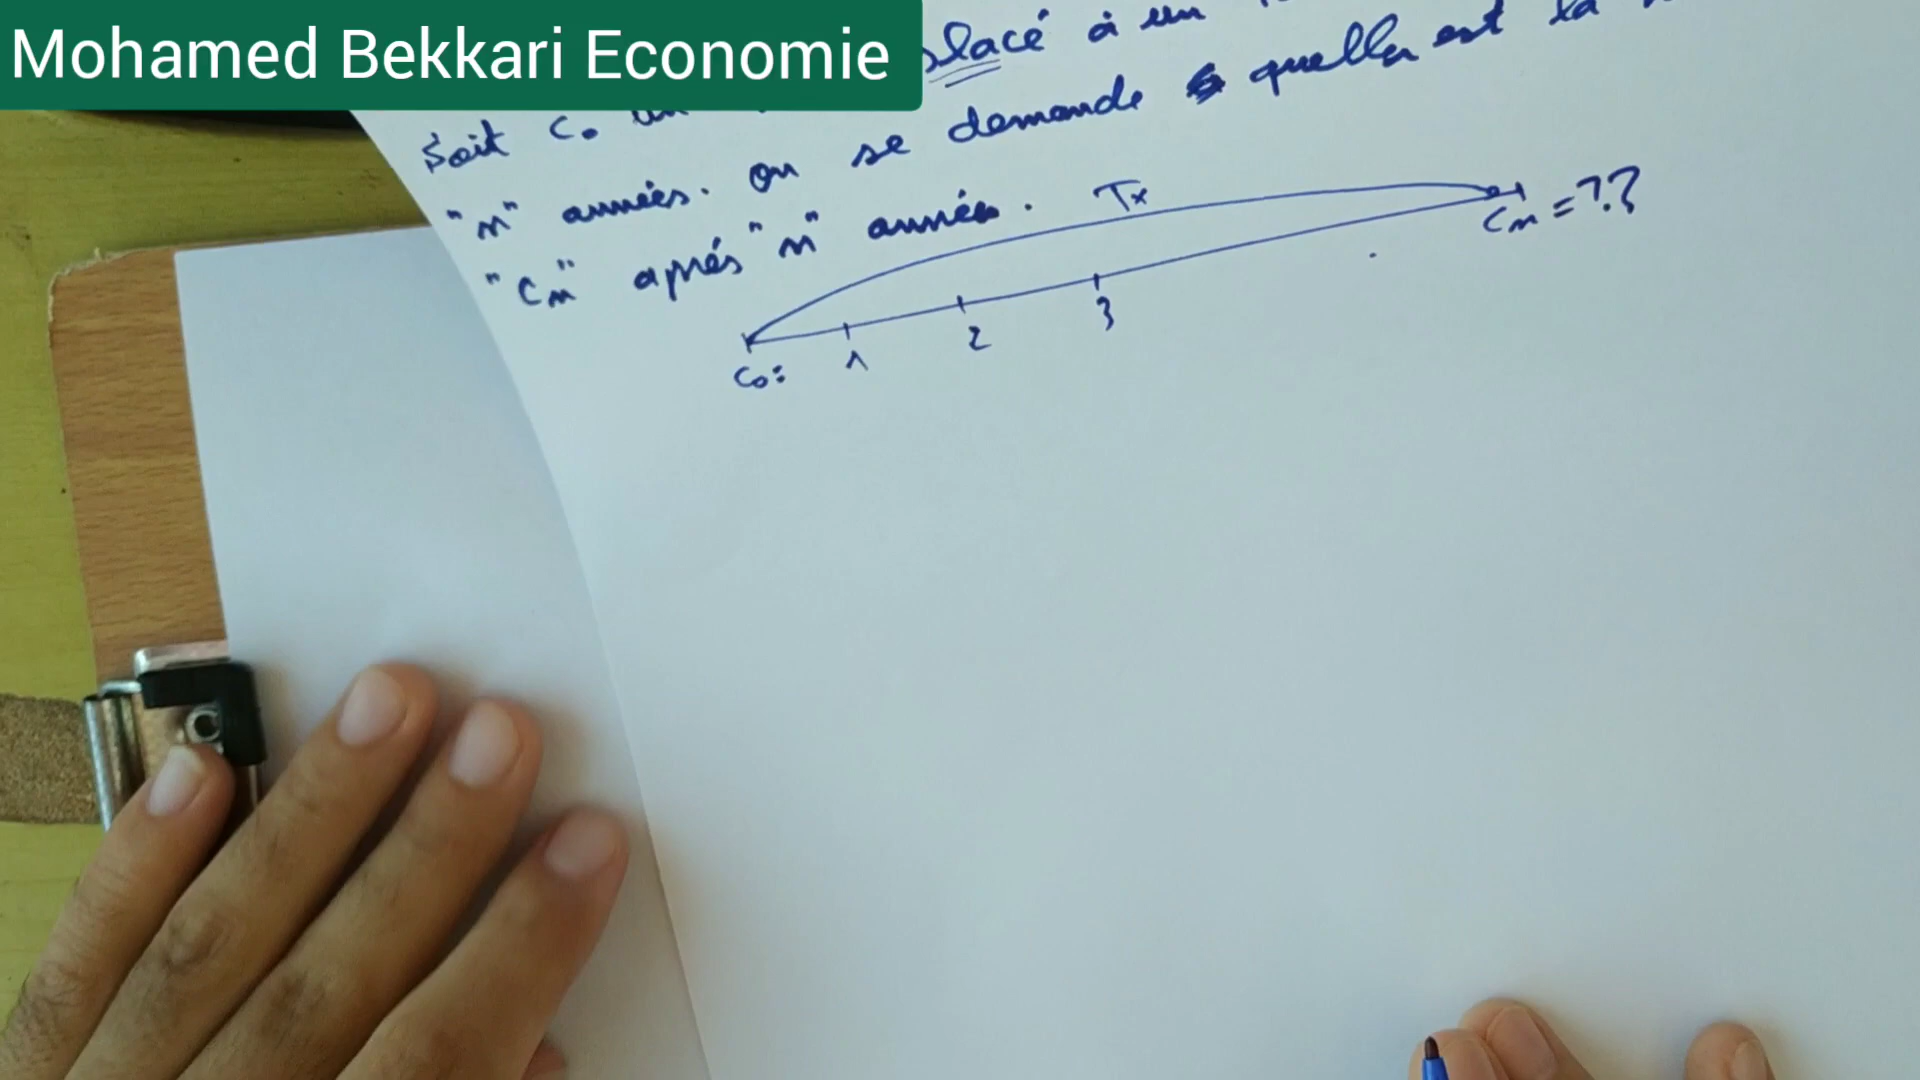 Mohamed Bekkari Economie
Soit C₀ un placé à un
"n" années. on se demande quelle est la
"Cn" après "n" années. Tx
Cn = ??
C₀: 1 2 3